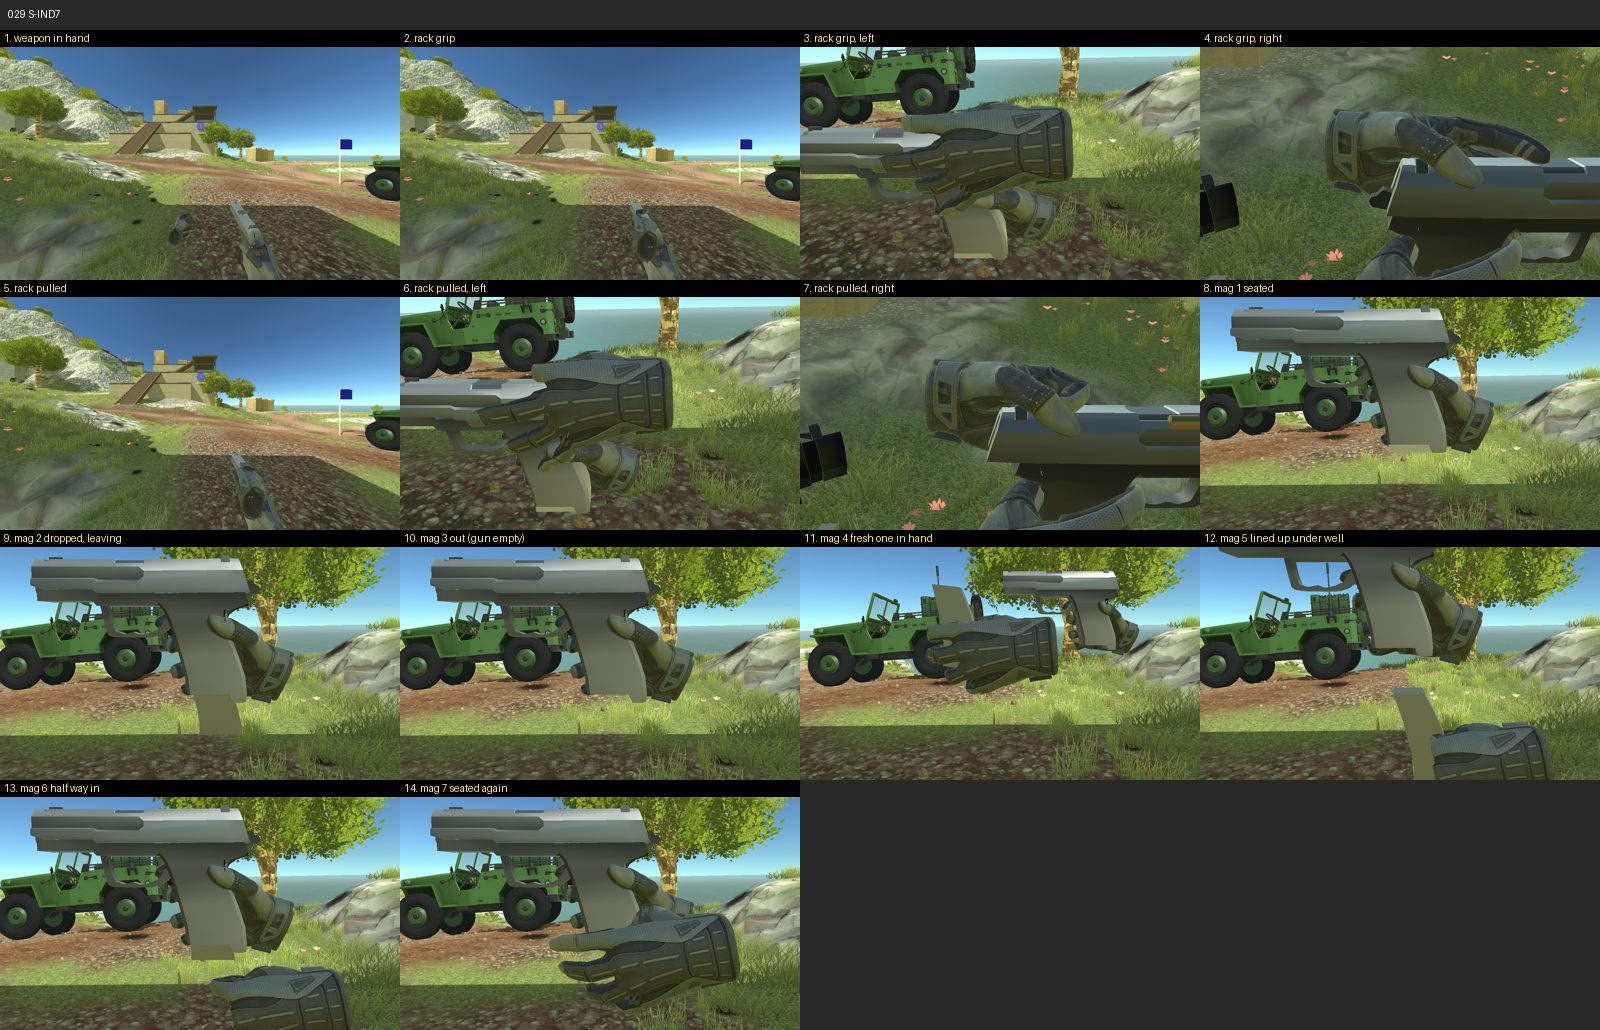 029 S-IND7
1. weapon in hand
2. rack grip
3. rack grip, left
4. rack grip, right
5. rack pulled
6. rack pulled, left
7. rack pulled, right
8. mag 1 seated
9. mag 2 dropped, leaving
10. mag 3 out (gun empty)
11. mag 4 fresh one in hand
12. mag 5 lined up under well
13. mag 6 half way in
14. mag 7 seated again